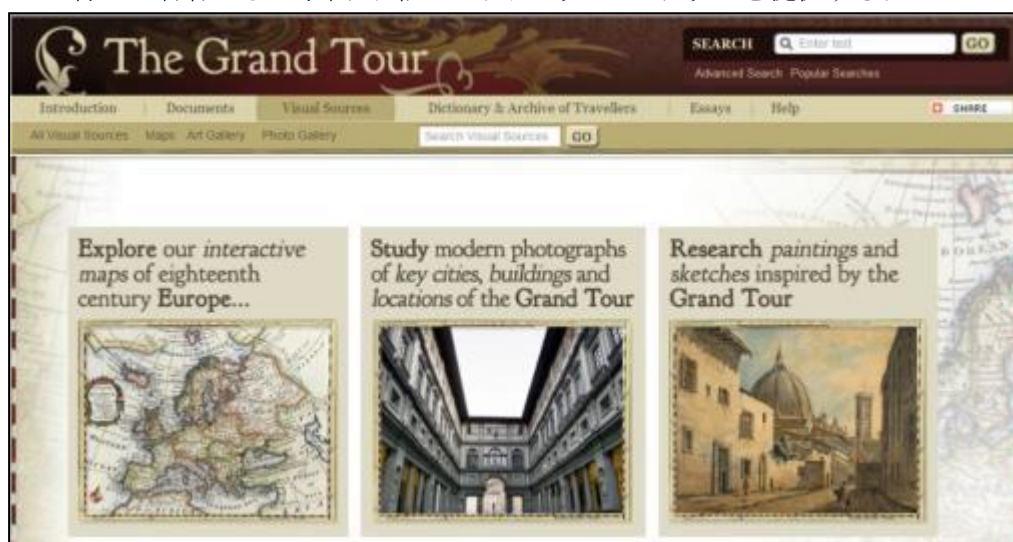 The Grand Tour
SEARCH Enter text GO
Advanced Search Popular Searches
Introduction Documents Visual Sources Dictionary & Archive of Travellers Essays Help SHARE
All Visual Sources Maps Art Gallery Photo Gallery Search Visual Sources GO
Explore our interactive
maps of eighteenth
century Europe...
Study modern photographs
of key cities, buildings and
locations of the Grand Tour
Research paintings and
sketches inspired by the
Grand Tour